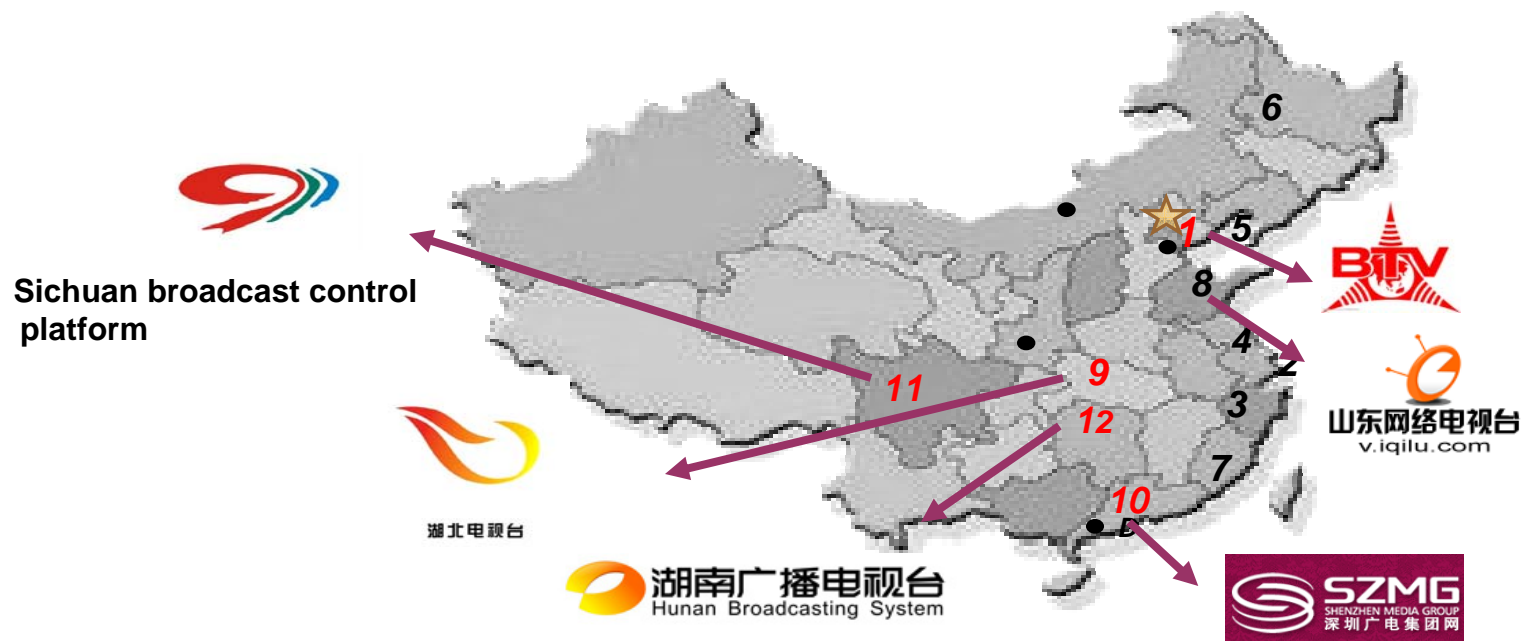 6
1
5
BTV
Sichuan broadcast control
platform
8
4
11
9
3
12
山东网络电视台
v.iqilu.com
7
10
湖北电视台
湖南广播电视台
Hunan Broadcasting System
SZMG
SHENZHEN MEDIA GROUP
深圳广电集团网